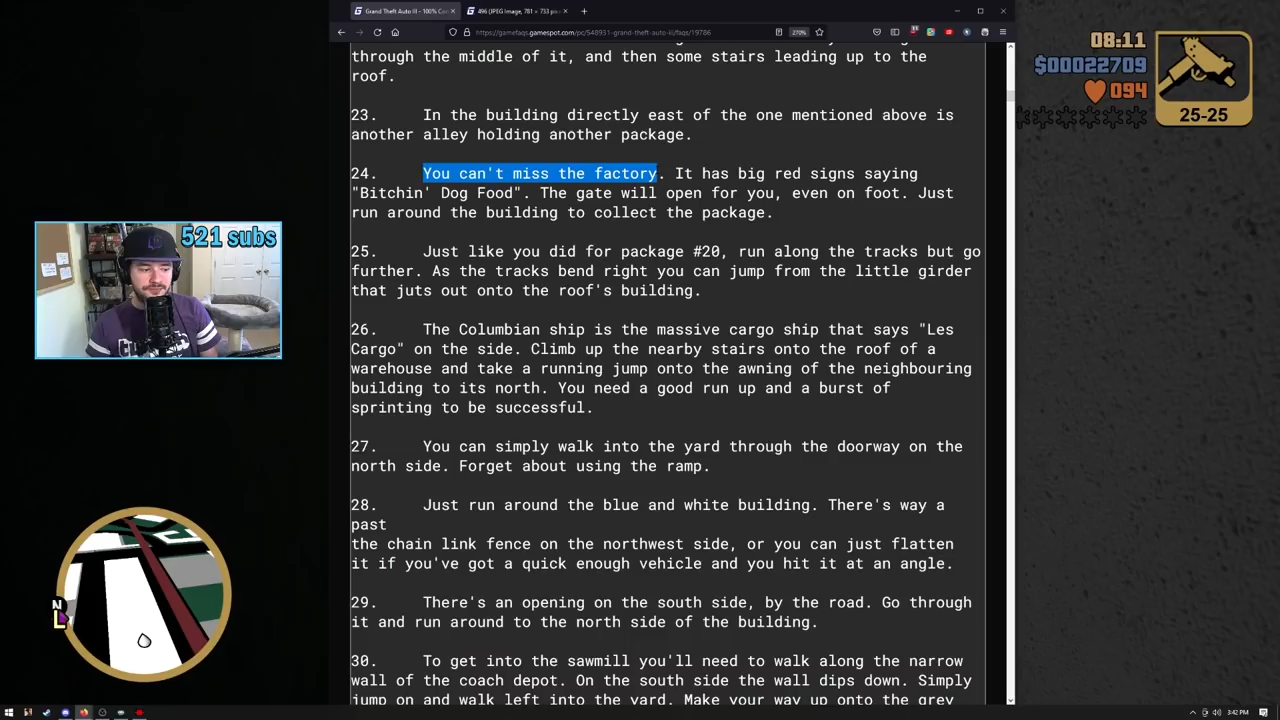 Grand Theft Auto III - 100% Co
496 (JPEG Image, 781 × 733 pix
https://gamefaqs.gamespot.com/pc/548931-grand-theft-auto-iii/faqs/19786
270%
through the middle of it, and then some stairs leading up to the
roof.
23. In the building directly east of the one mentioned above is
another alley holding another package.
24. You can't miss the factory. It has big red signs saying
"Bitchin' Dog Food". The gate will open for you, even on foot. Just
run around the building to collect the package.
25. Just like you did for package #20, run along the tracks but go
further. As the tracks bend right you can jump from the little girder
that juts out onto the roof's building.
26. The Columbian ship is the massive cargo ship that says "Les
Cargo" on the side. Climb up the nearby stairs onto the roof of a
warehouse and take a running jump onto the awning of the neighbouring
building to its north. You need a good run up and a burst of
sprinting to be successful.
27. You can simply walk into the yard through the doorway on the
north side. Forget about using the ramp.
28. Just run around the blue and white building. There's way a
past
the chain link fence on the northwest side, or you can just flatten
it if you've got a quick enough vehicle and you hit it at an angle.
29. There's an opening on the south side, by the road. Go through
it and run around to the north side of the building.
30. To get into the sawmill you'll need to walk along the narrow
wall of the coach depot. On the south side the wall dips down. Simply
jump on and walk left into the yard. Make your way up onto the grey
08:11
$00022709
094
25-25
521 subs
N
L
3:42 PM